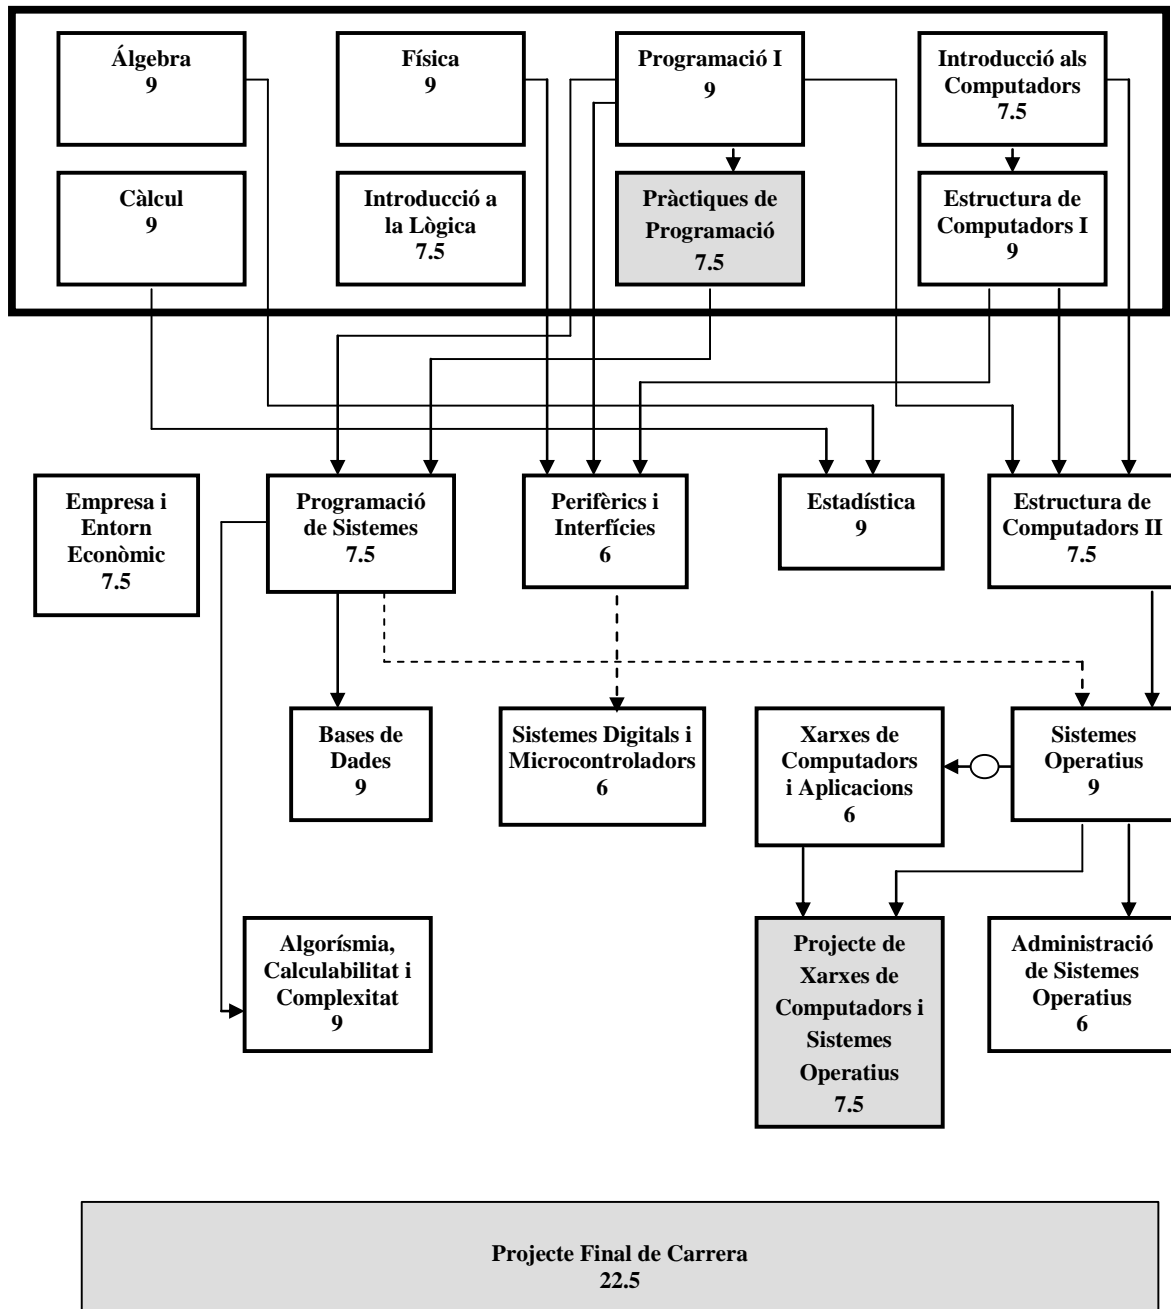 Álgebra
9
Física
9
Programació I
9
Introducció als
Computadors
7.5
Càlcul
9
Introducció a
la Lògica
7.5
Pràctiques de
Programació
7.5
Estructura de
Computadors I
9
Empresa i
Entorn
Econòmic
7.5
Programació
de Sistemes
7.5
Perifèrics i
Interfícies
6
Estadística
9
Estructura de
Computadors II
7.5
Bases de
Dades
9
Sistemes Digitals i
Microcontroladors
6
Xarxes de
Computadors
i Aplicacions
6
Sistemes
Operatius
9
Algorísmia,
Calculabilitat i
Complexitat
9
Projecte de
Xarxes de
Computadors i
Sistemes
Operatius
7.5
Administració
de Sistemes
Operatius
6
Projecte Final de Carrera
22.5